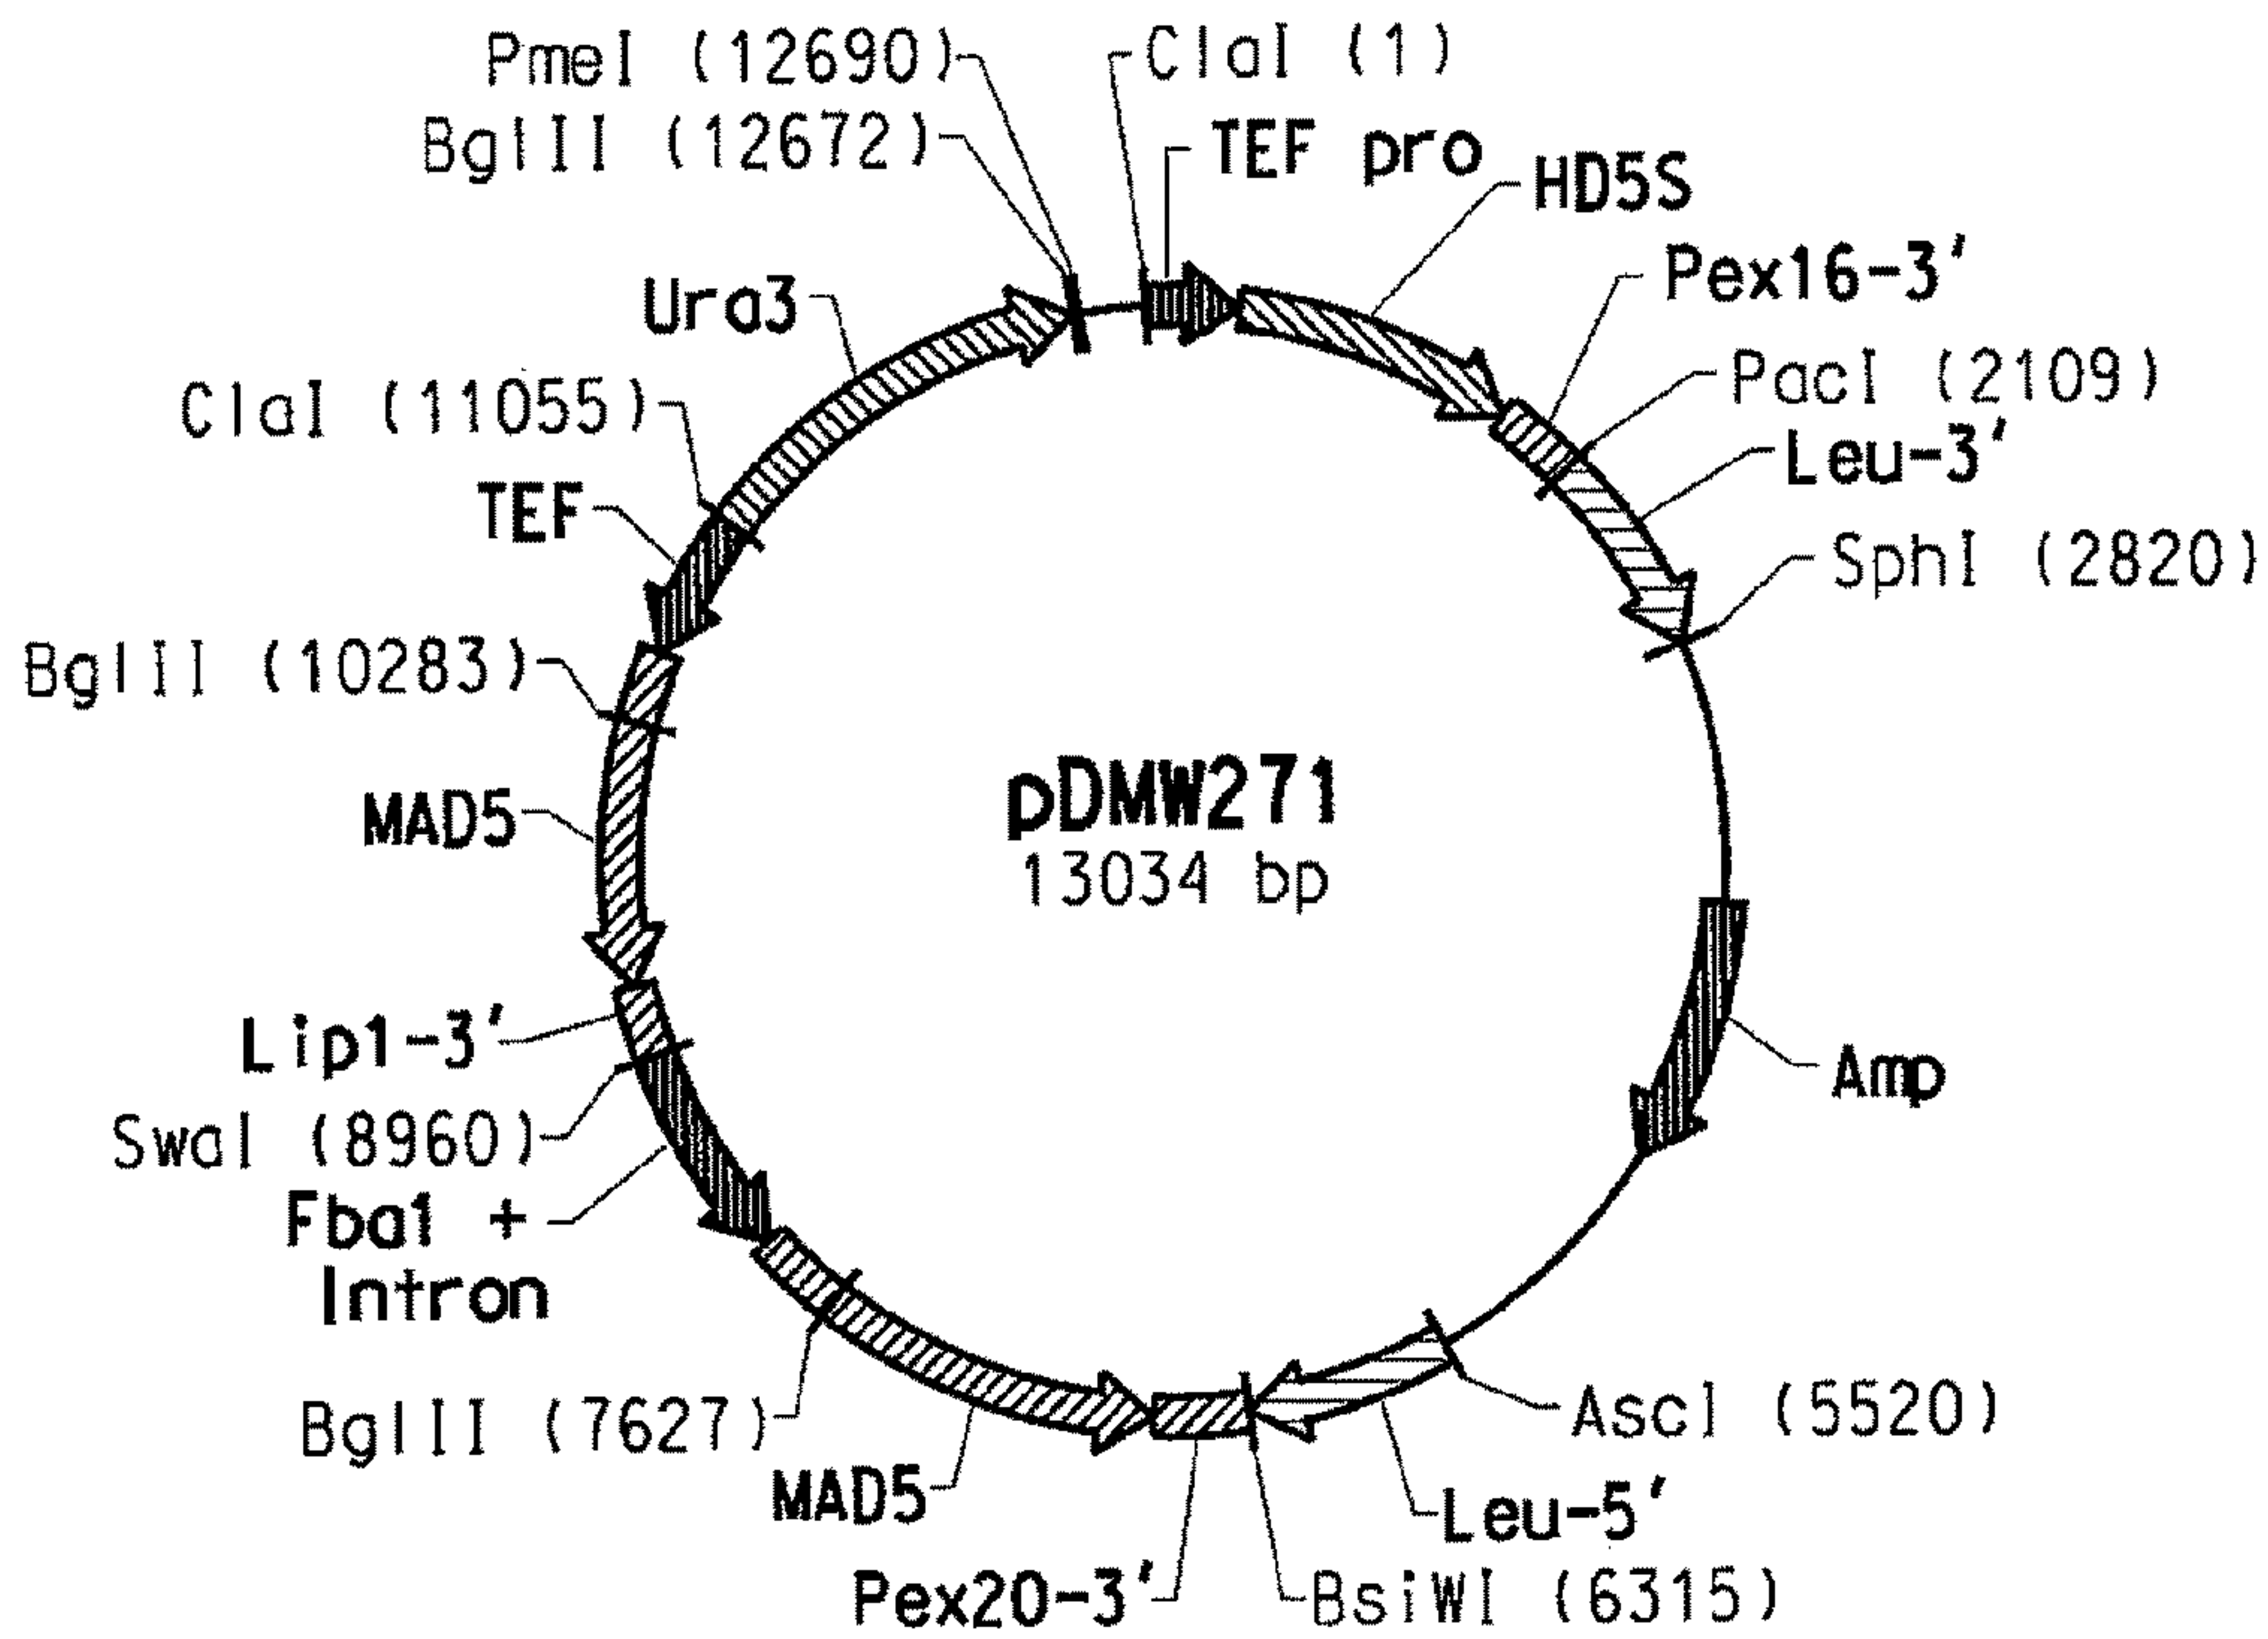 PmeI (12690)
ClaI (1)
BglII (12672)
TEF pro
HD5S
Pex16-3'
Ura3
PacI (2109)
ClaI (11055)
Leu-3'
TEF
SphI (2820)
BglII (10283)
pDMW271
13034 bp
MAD5
Lip1-3'
Amp
SwaI (8960)
Fba1 +
Intron
AscI (5520)
BglII (7627)
MAD5
Leu-5'
Pex20-3'
BsiWI (6315)